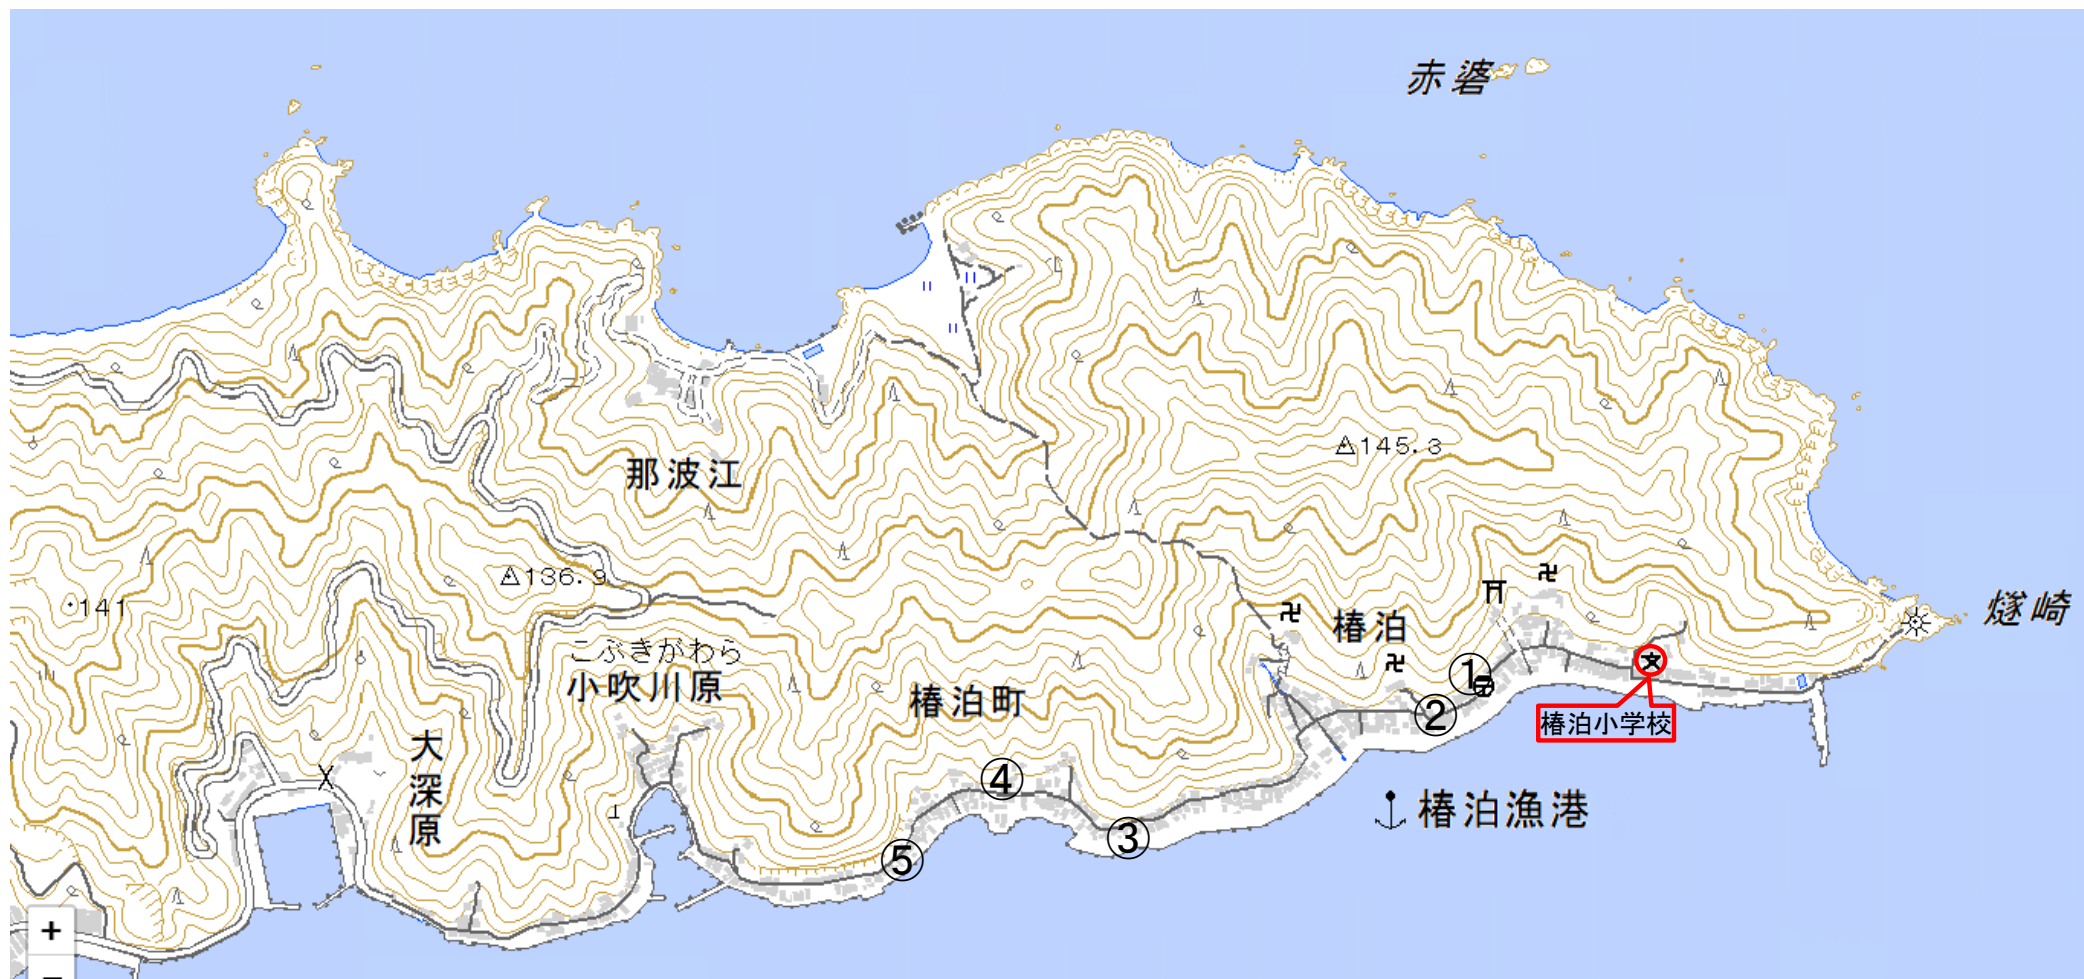 赤碆
145.3
那波江
136.9
141
燧崎
椿泊
こぶきがわら
小吹川原
椿泊町
①
②
椿泊小学校
大深原
④
③
⑤
椿泊漁港
+
−